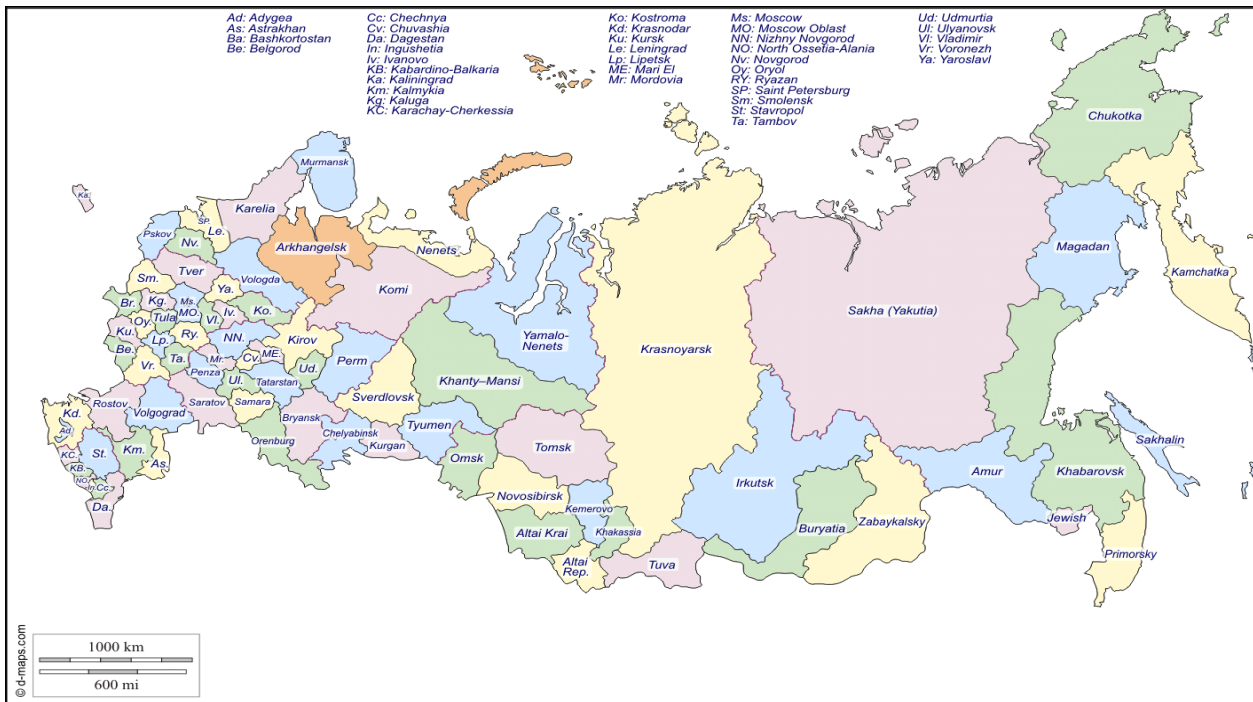 Ad: Adygea
As: Astrakhan
Ba: Bashkortostan
Be: Belgorod
Cc: Chechnya
Cv: Chuvashia
Da: Dagestan
In: Ingushetia
Iv: Ivanovo
KB: Kabardino-Balkaria
Ka: Kaliningrad
Km: Kalmykia
Kg: Kaluga
KC: Karachay-Cherkessia
Ko: Kostroma
Kd: Krasnodar
Ku: Kursk
Le: Leningrad
Lp: Lipetsk
ME: Mari El
Mr: Mordovia
Ms: Moscow
MO: Moscow Oblast
NN: Nizhny Novgorod
NO: North Ossetia-Alania
Nv: Novgorod
Oy: Oryol
RY: Ryazan
SP: Saint Petersburg
Sm: Smolensk
St: Stavropol
Ta: Tambov
Ud: Udmurtia
Ul: Ulyanovsk
Vl: Vladimir
Vr: Voronezh
Ya: Yaroslavl
Chukotka
Murmansk
Ka.
Karelia
SP.
Le.
Pskov
Nv.
Arkhangelsk
Nenets
Magadan
Kamchatka
Tver
Vologda
Sm.
Ya.
Komi
Br.
Kg.
Ms.
MO.
Tula
Vl.
Iv.
Ko.
Sakha (Yakutia)
Oy.
Ku.
Lp.
Ry.
NN.
Kirov
Yamalo-
Nenets
Krasnoyarsk
Be.
Vr.
Ta.
Mr.
Cv.
ME.
Perm
Ud.
Penza
Ul.
Tatarstan
Khanty–Mansi
Sverdlovsk
Rostov
Saratov
Samara
Volgograd
Kd.
Ad.
Bryansk
Orenburg
Chelyabinsk
Kurgan
Tyumen
Tomsk
Sakhalin
St.
Km.
As.
KC.
KB.
NO.
In.
Cc.
Da.
Omsk
Novosibirsk
Kemerovo
Irkutsk
Amur
Khabarovsk
Altai Krai
Khakassia
Buryatia
Zabaykalsky
Jewish
Altai
Rep.
Tuva
Primorsky
© d-maps.com
1000 km
600 mi